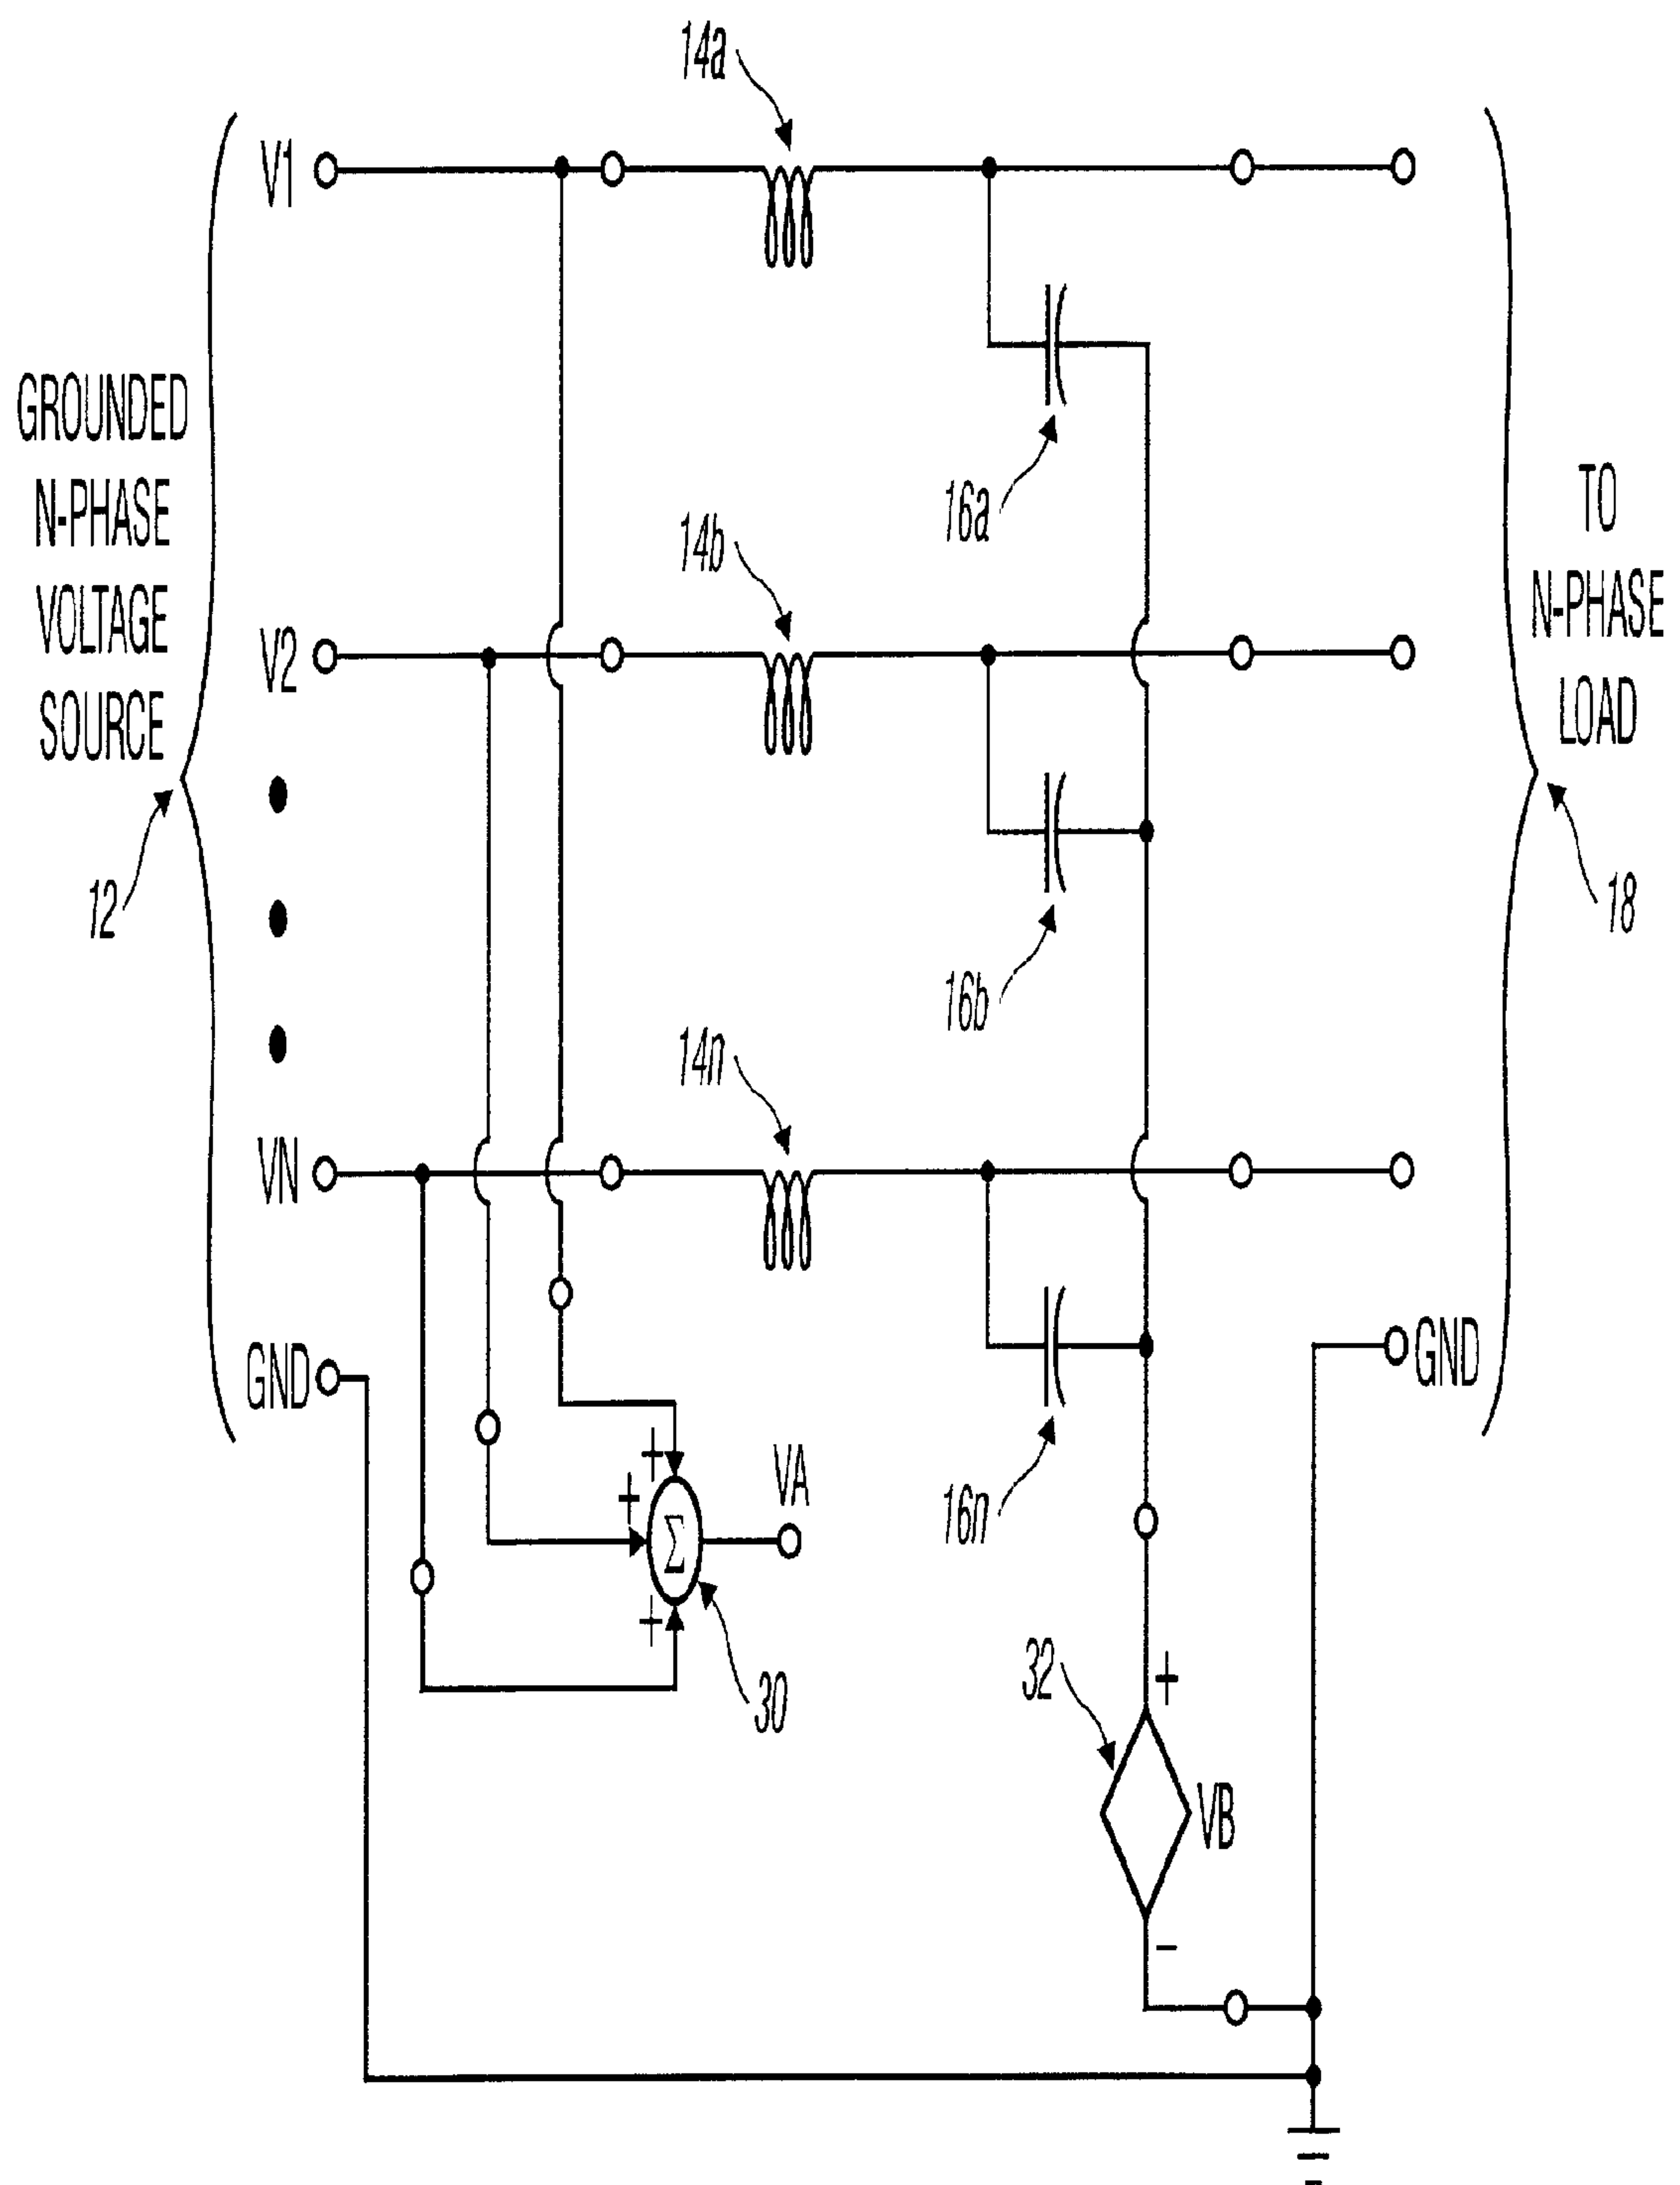 14a
V1
GROUNDED
N-PHASE
VOLTAGE
SOURCE
12
16a
TO
N-PHASE
LOAD
18
14b
V2
16b
14n
VN
GND
GND
16n
+
+
+
Σ
VA
30
32
+
VB
-